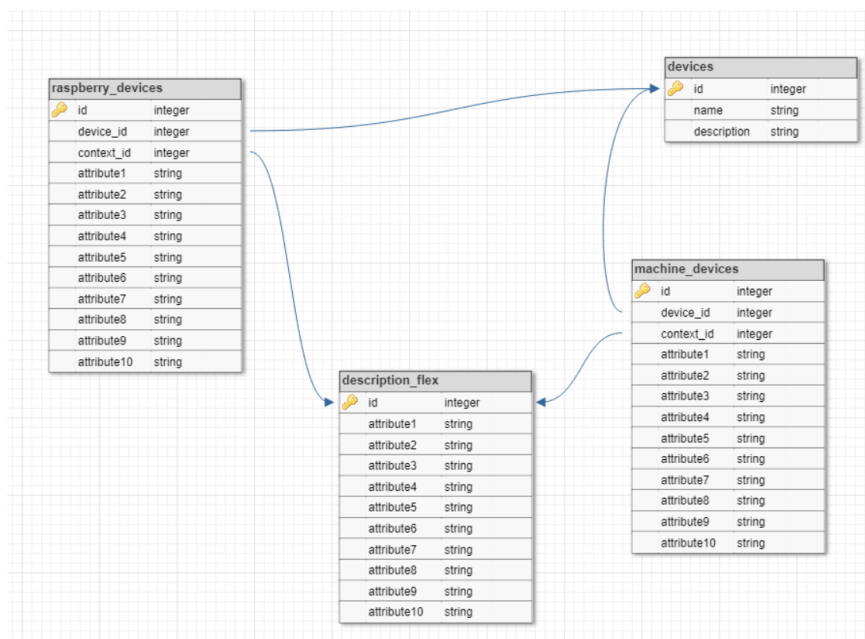 raspberry_devices
id integer
device_id integer
context_id integer
attribute1 string
attribute2 string
attribute3 string
attribute4 string
attribute5 string
attribute6 string
attribute7 string
attribute8 string
attribute9 string
attribute10 string
devices
id integer
name string
description string
description_flex
id integer
attribute1 string
attribute2 string
attribute3 string
attribute4 string
attribute5 string
attribute6 string
attribute7 string
attribute8 string
attribute9 string
attribute10 string
machine_devices
id integer
device_id integer
context_id integer
attribute1 string
attribute2 string
attribute3 string
attribute4 string
attribute5 string
attribute6 string
attribute7 string
attribute8 string
attribute9 string
attribute10 string